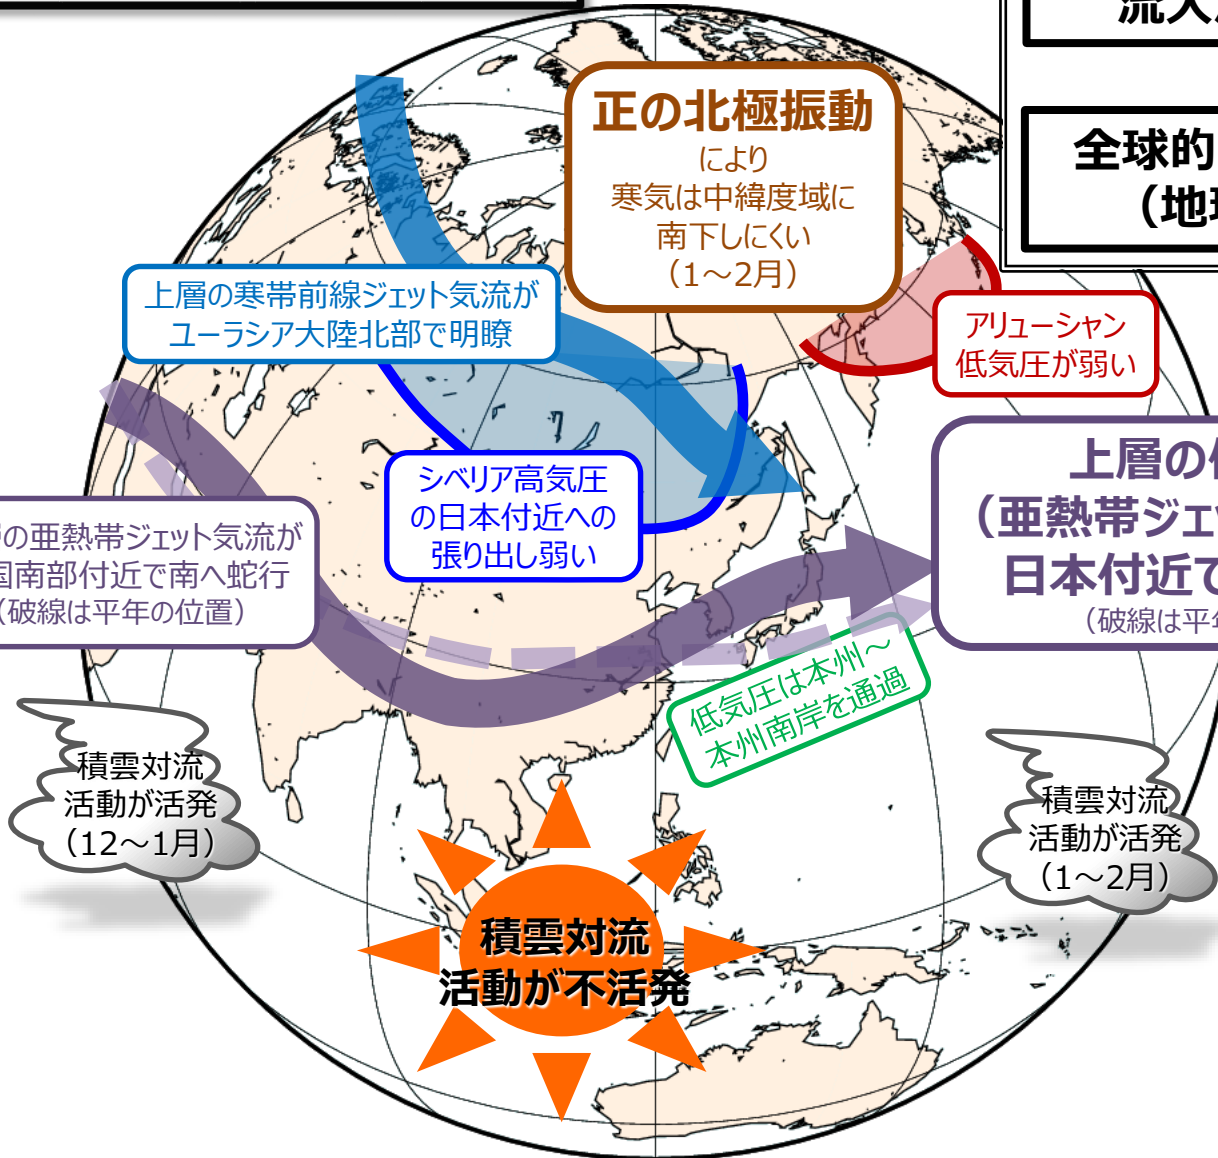 流入
全球的
（地球
正の北極振動
により
寒気は中緯度域に
南下しにくい
（1～2月）
上層の寒帯前線ジェット気流が
ユーラシア大陸北部で明瞭
アリューシャン
低気圧が弱い
シベリア高気圧
の日本付近への
張り出し弱い
上層の
（亜熱帯ジェッ
日本付近で
（破線は平年
の亜熱帯ジェット気流が
国南部付近で南へ蛇行
（破線は平年の位置）
低気圧は本州～
本州南岸を通過
積雲対流
活動が活発
（12～1月）
積雲対流
活動が活発
（1～2月）
積雲対流
活動が不活発